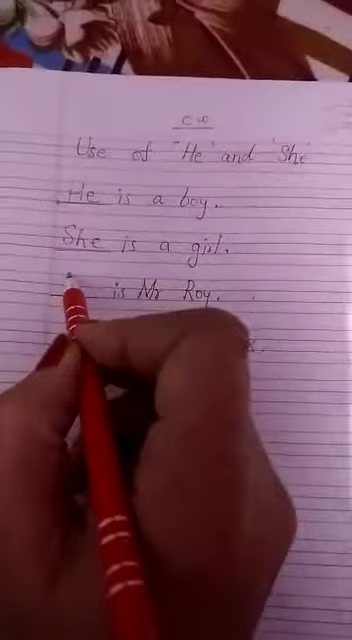 C.W
Use of "He" and 'She'
He is a boy.
She is a girl.
is Mr Roy.